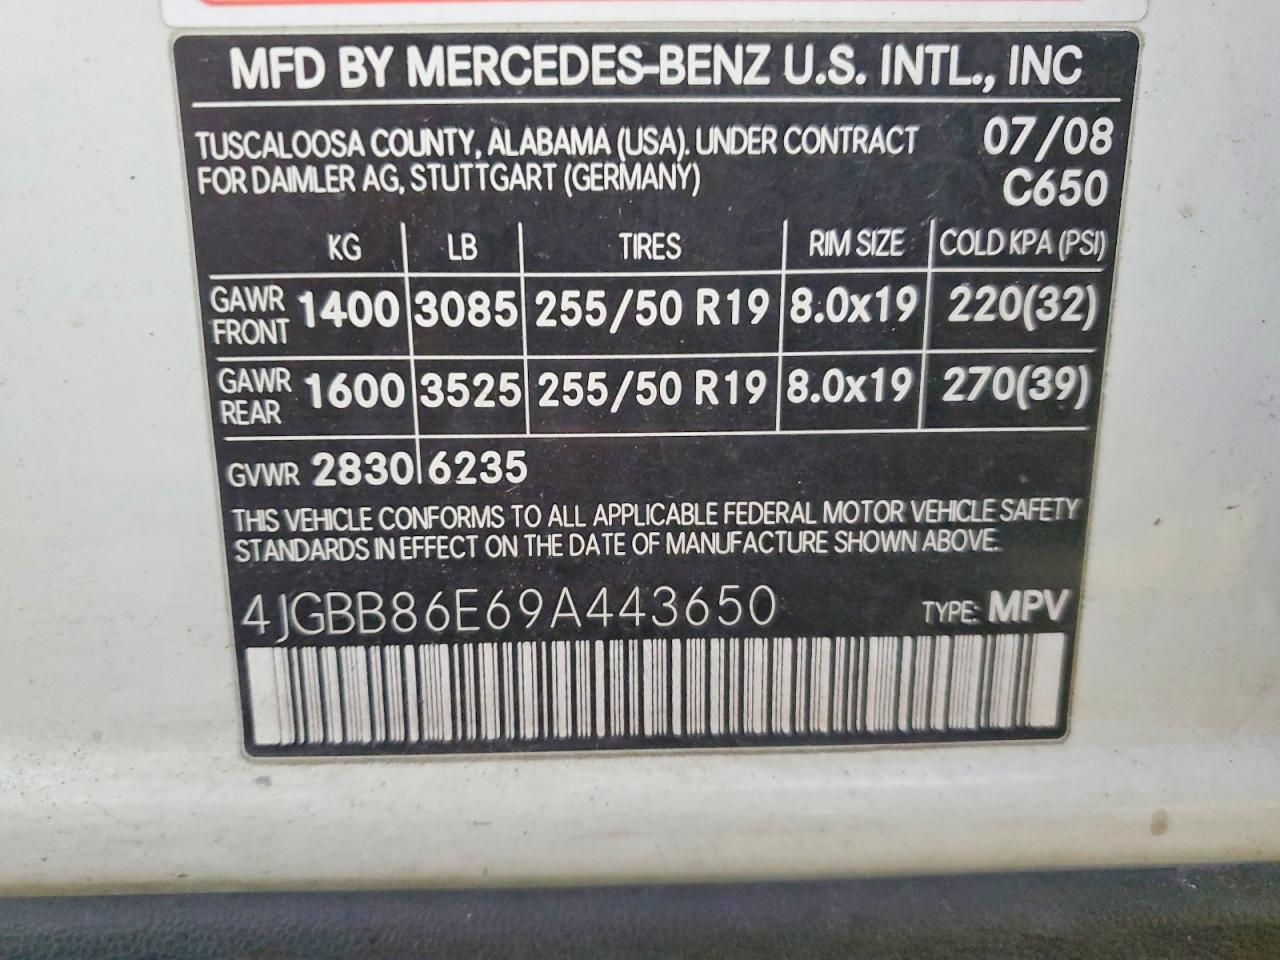 MFD BY MERCEDES-BENZ U.S. INTL., INC
TUSCALOOSA COUNTY, ALABAMA (USA), UNDER CONTRACT 07/08
FOR DAIMLER AG, STUTTGART (GERMANY) C650
KG LB TIRES RIM SIZE COLD KPA (PSI)
GAWR FRONT 1400 3085 255/50 R19 8.0x19 220(32)
GAWR REAR 1600 3525 255/50 R19 8.0x19 270(39)
GVWR 2830 6235
THIS VEHICLE CONFORMS TO ALL APPLICABLE FEDERAL MOTOR VEHICLE SAFETY
STANDARDS IN EFFECT ON THE DATE OF MANUFACTURE SHOWN ABOVE.
4JGBB86E69A443650 TYPE: MPV